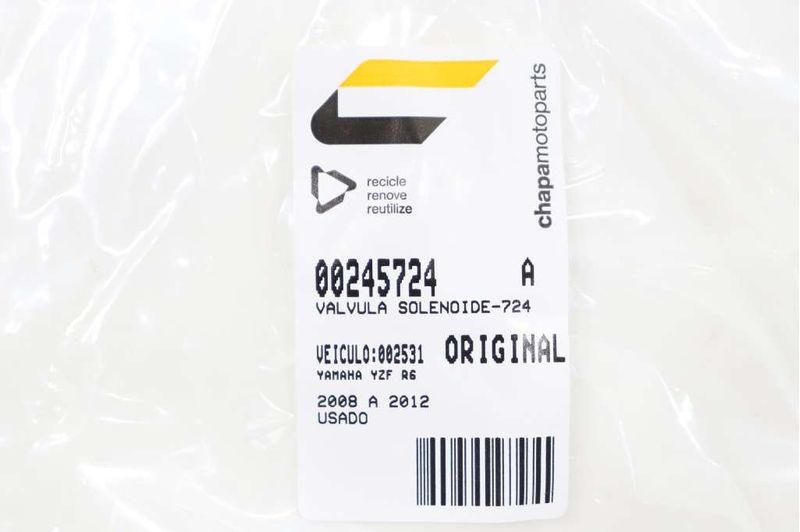 chapamotoparts
recicle
renove
reutilize
00245724 A
VALVULA SOLENOIDE-724
VEICULO:002531 ORIGINAL
YAMAHA YZF R6
2008 A 2012
USADO